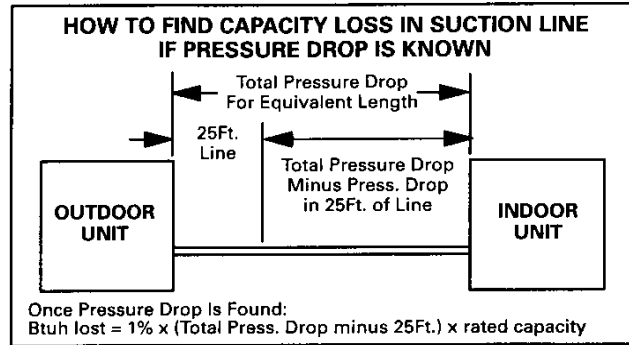 HOW TO FIND CAPACITY LOSS IN SUCTION LINE
IF PRESSURE DROP IS KNOWN
Total Pressure Drop
For Equivalent Length
25Ft.
Line
Total Pressure Drop
Minus Press. Drop
in 25Ft. of Line
OUTDOOR
UNIT
INDOOR
UNIT
Once Pressure Drop Is Found:
Btuh lost = 1% x (Total Press. Drop minus 25Ft.) x rated capacity